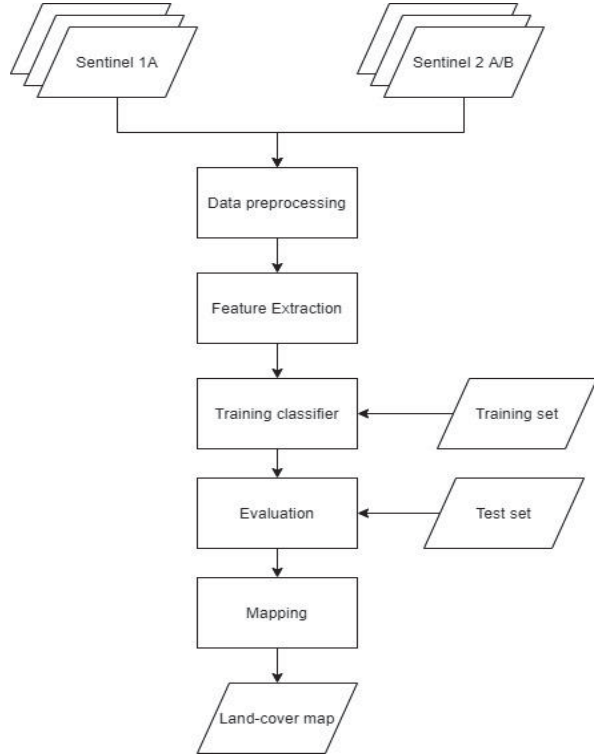 Sentinel 1A
Sentinel 2 A/B
Data preprocessing
Feature Extraction
Training classifier
Training set
Evaluation
Test set
Mapping
Land-cover map